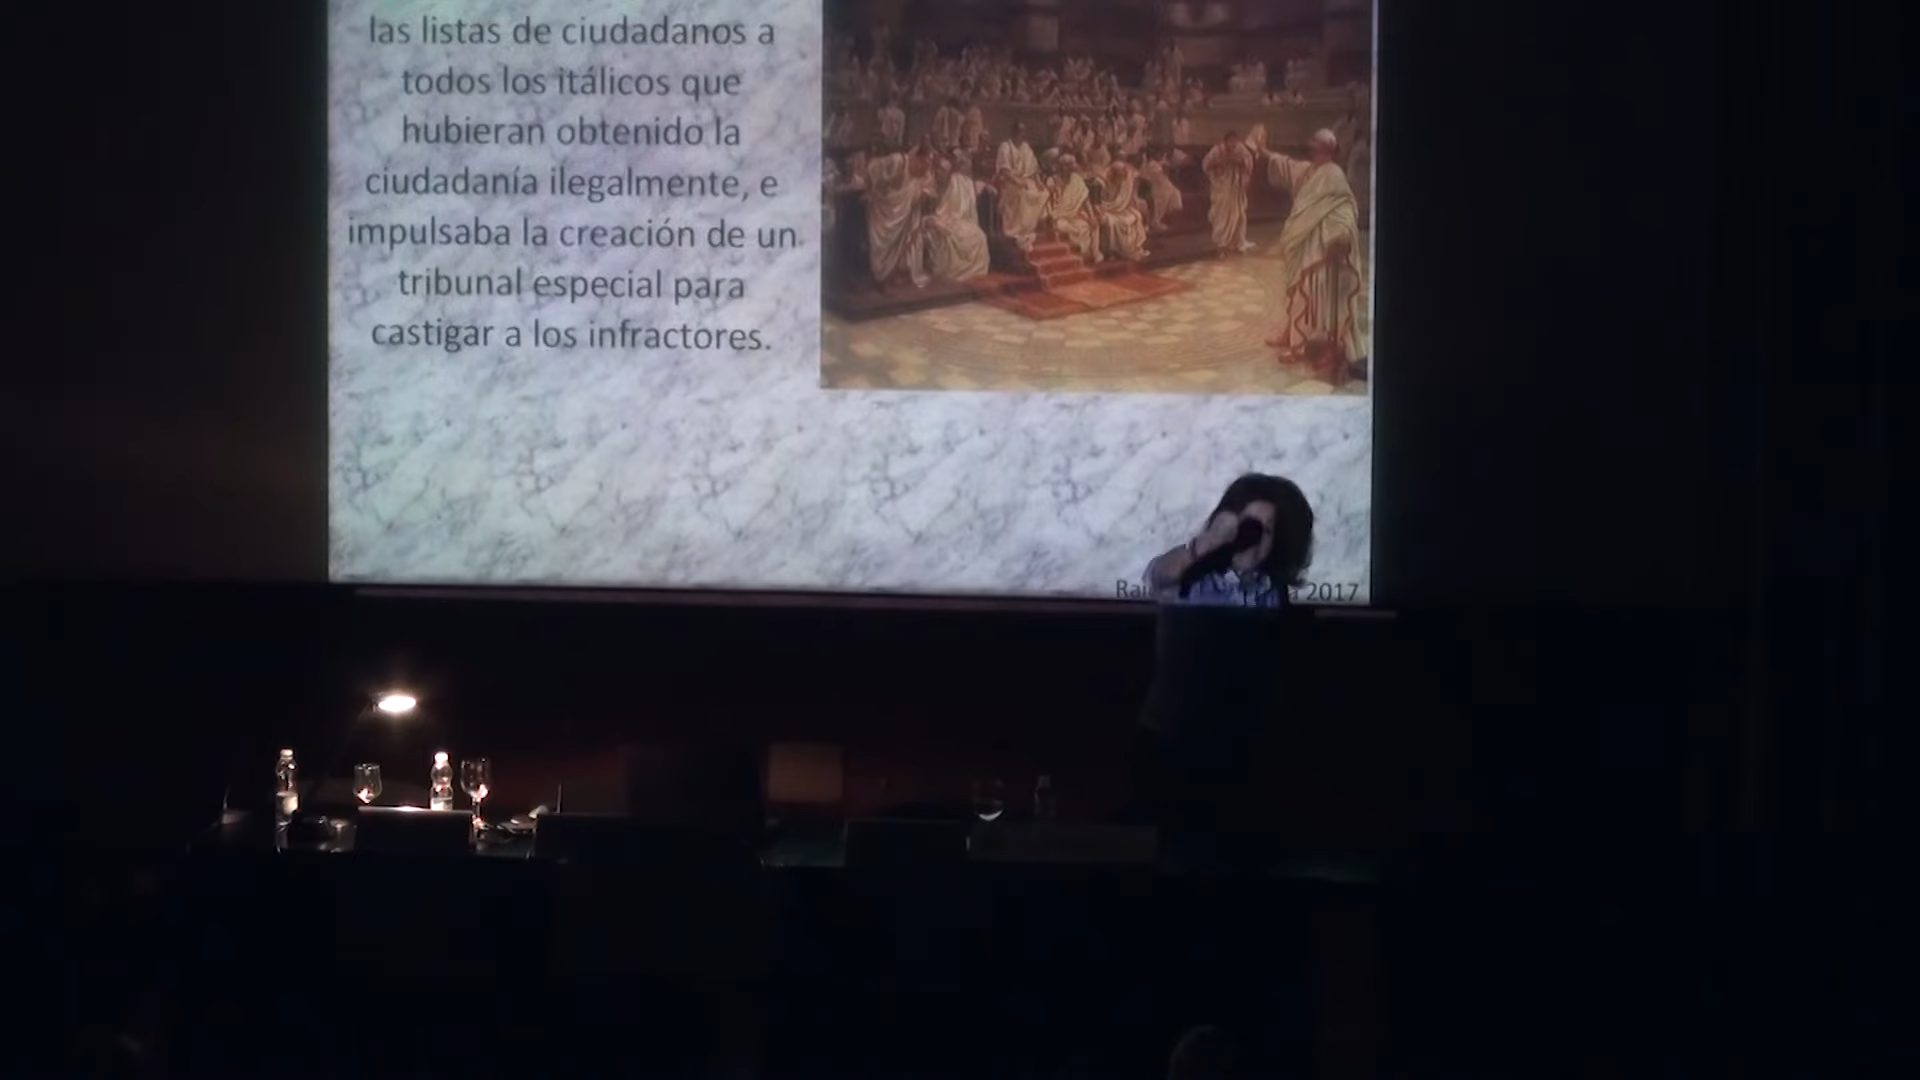 las listas de ciudadanos a
todos los itálicos que
hubieran obtenido la
ciudadanía ilegalmente, e
impulsaba la creación de un
tribunal especial para
castigar a los infractores.
2017